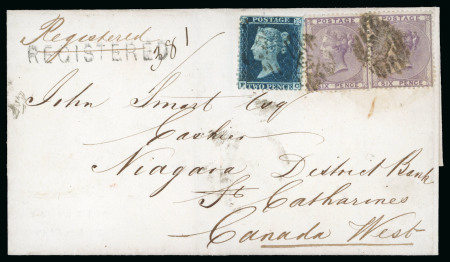 Registered
REGISTERED
John Smart Esq
Cashier
Niagara District Bank
St Catharines
Canada West
POSTAGE
TWO PENCE
POSTAGE
SIX PENCE
POSTAGE
SIX PENCE